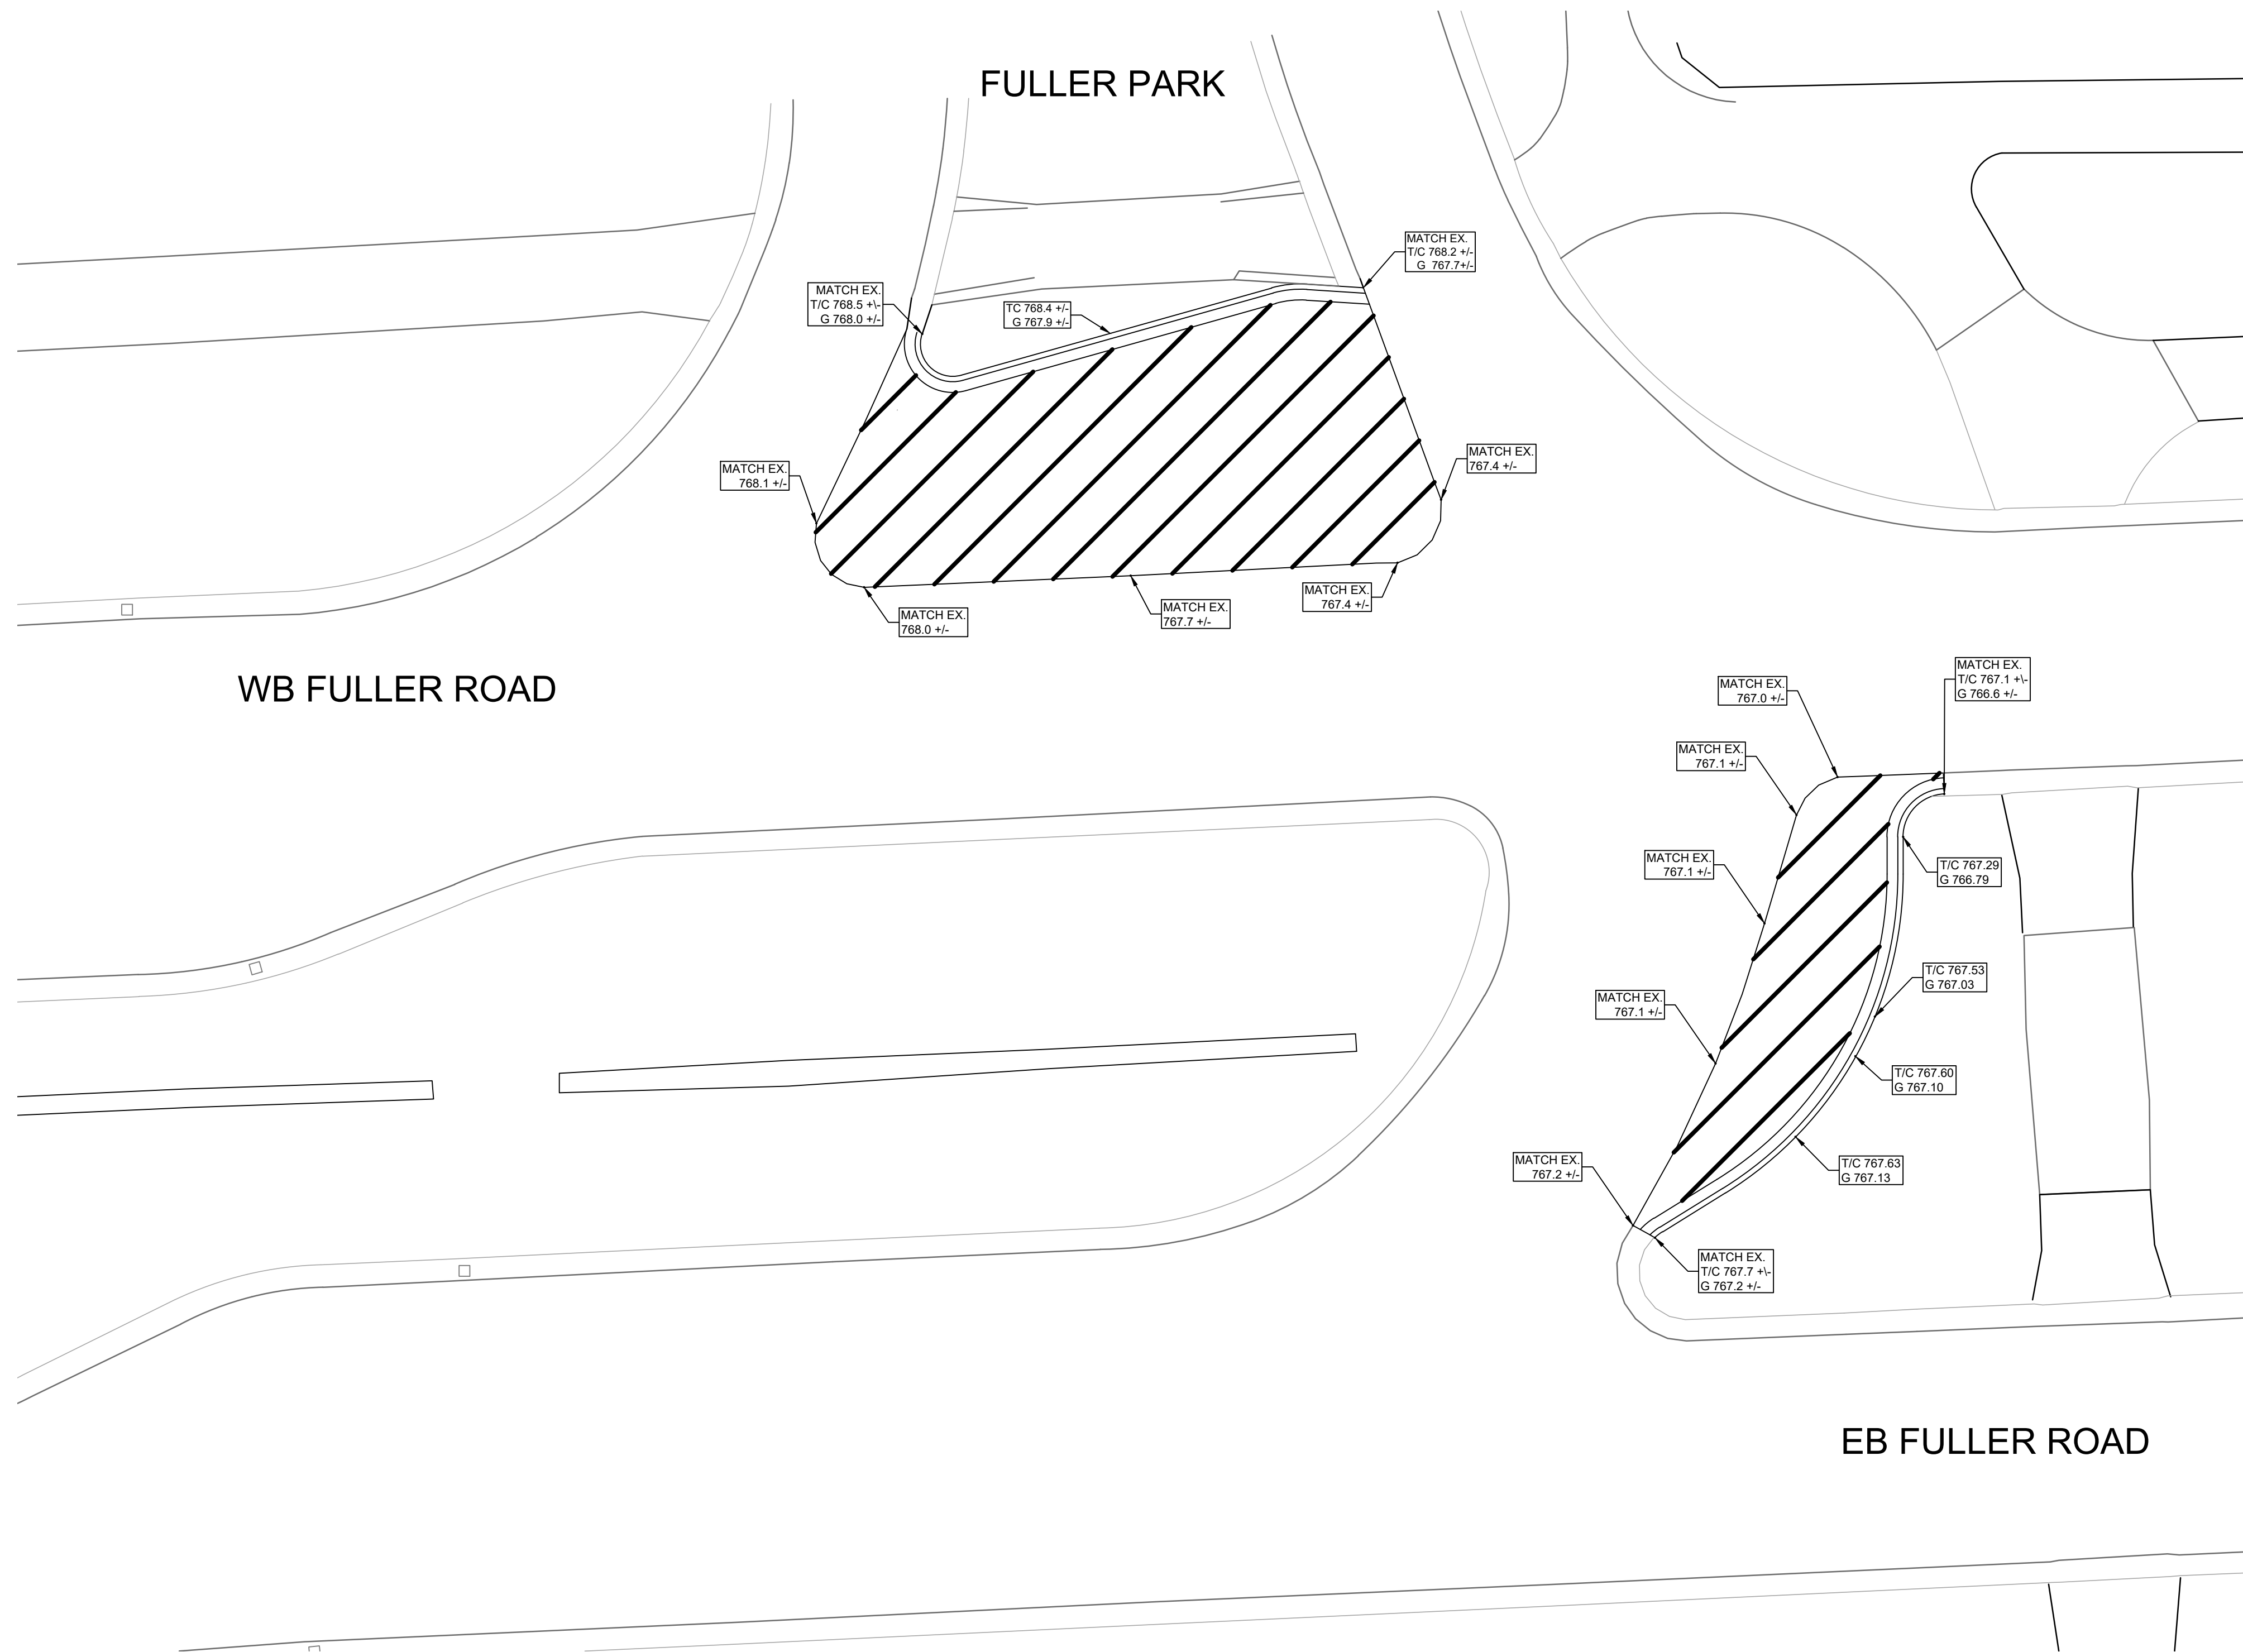 FULLER PARK
MATCH EX.
T/C 768.2 +/-
G 767.7+/-
MATCH EX.
T/C 768.5 +\-
G 768.0 +/-
TC 768.4 +/-
G 767.9 +/-
MATCH EX.
767.4 +/-
MATCH EX.
768.1 +/-
MATCH EX.
767.4 +/-
MATCH EX.
767.7 +/-
MATCH EX.
768.0 +/-
WB FULLER ROAD
MATCH EX.
T/C 767.1 +\-
G 766.6 +/-
MATCH EX.
767.0 +/-
MATCH EX.
767.1 +/-
MATCH EX.
767.1 +/-
T/C 767.29
G 766.79
T/C 767.53
G 767.03
MATCH EX.
767.1 +/-
T/C 767.60
G 767.10
MATCH EX.
767.2 +/-
T/C 767.63
G 767.13
MATCH EX.
T/C 767.7 +\-
G 767.2 +/-
EB FULLER ROAD